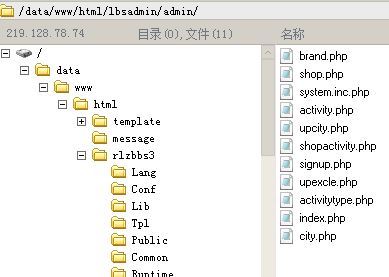 /data/www/html/lbsadmin/admin/
219.128.78.74 目录(0),文件(11) 名称
/
data
www
html
template
message
rlzbbs3
Lang
Conf
Lib
Tpl
Public
Common
Runtime
brand.php
shop.php
system.inc.php
activity.php
upcity.php
shopactivity.php
signup.php
upexcle.php
activitytype.php
index.php
city.php